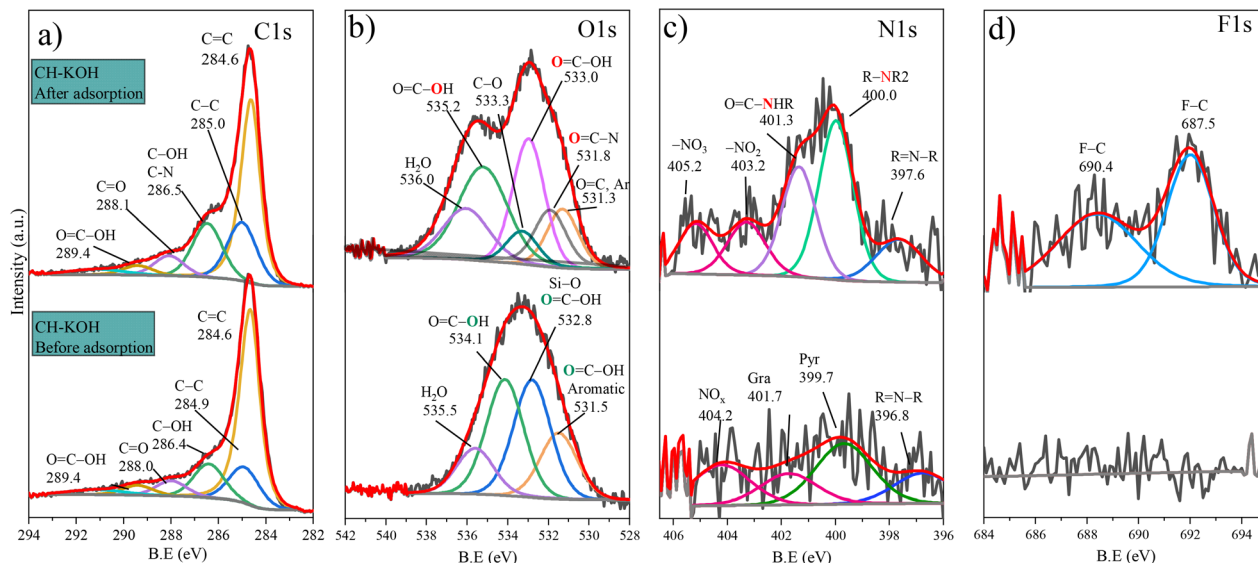 a)
C1s
CH-KOH
After adsorption
C=C
284.6
C–C
285.0
C–OH
C–N
286.5
C=O
288.1
O=C–OH
289.4
CH-KOH
Before adsorption
C=C
284.6
C–C
284.9
C–OH
286.4
C=O
288.0
O=C–OH
289.4
Intensity (a.u.)
294 292 290 288 286 284 282
B.E (eV)
b)
O1s
O=C–OH
533.0
C–O
533.3
O=C–OH
535.2
H2O
536.0
O=C–N
531.8
O=C, Ar
531.3
Si–O
O=C–OH
532.8
O=C–OH
534.1
H2O
535.5
O=C–OH
Aromatic
531.5
542 540 538 536 534 532 530 528
B.E (eV)
c)
N1s
R–NR2
400.0
O=C–NHR
401.3
–NO3
405.2
–NO2
403.2
R=N–R
397.6
Pyr
399.7
Gra
401.7
NOx
404.2
R=N–R
396.8
406 404 402 400 398 396
B.E (eV)
d)
F1s
F–C
687.5
F–C
690.4
684 686 688 690 692 694
B.E (eV)